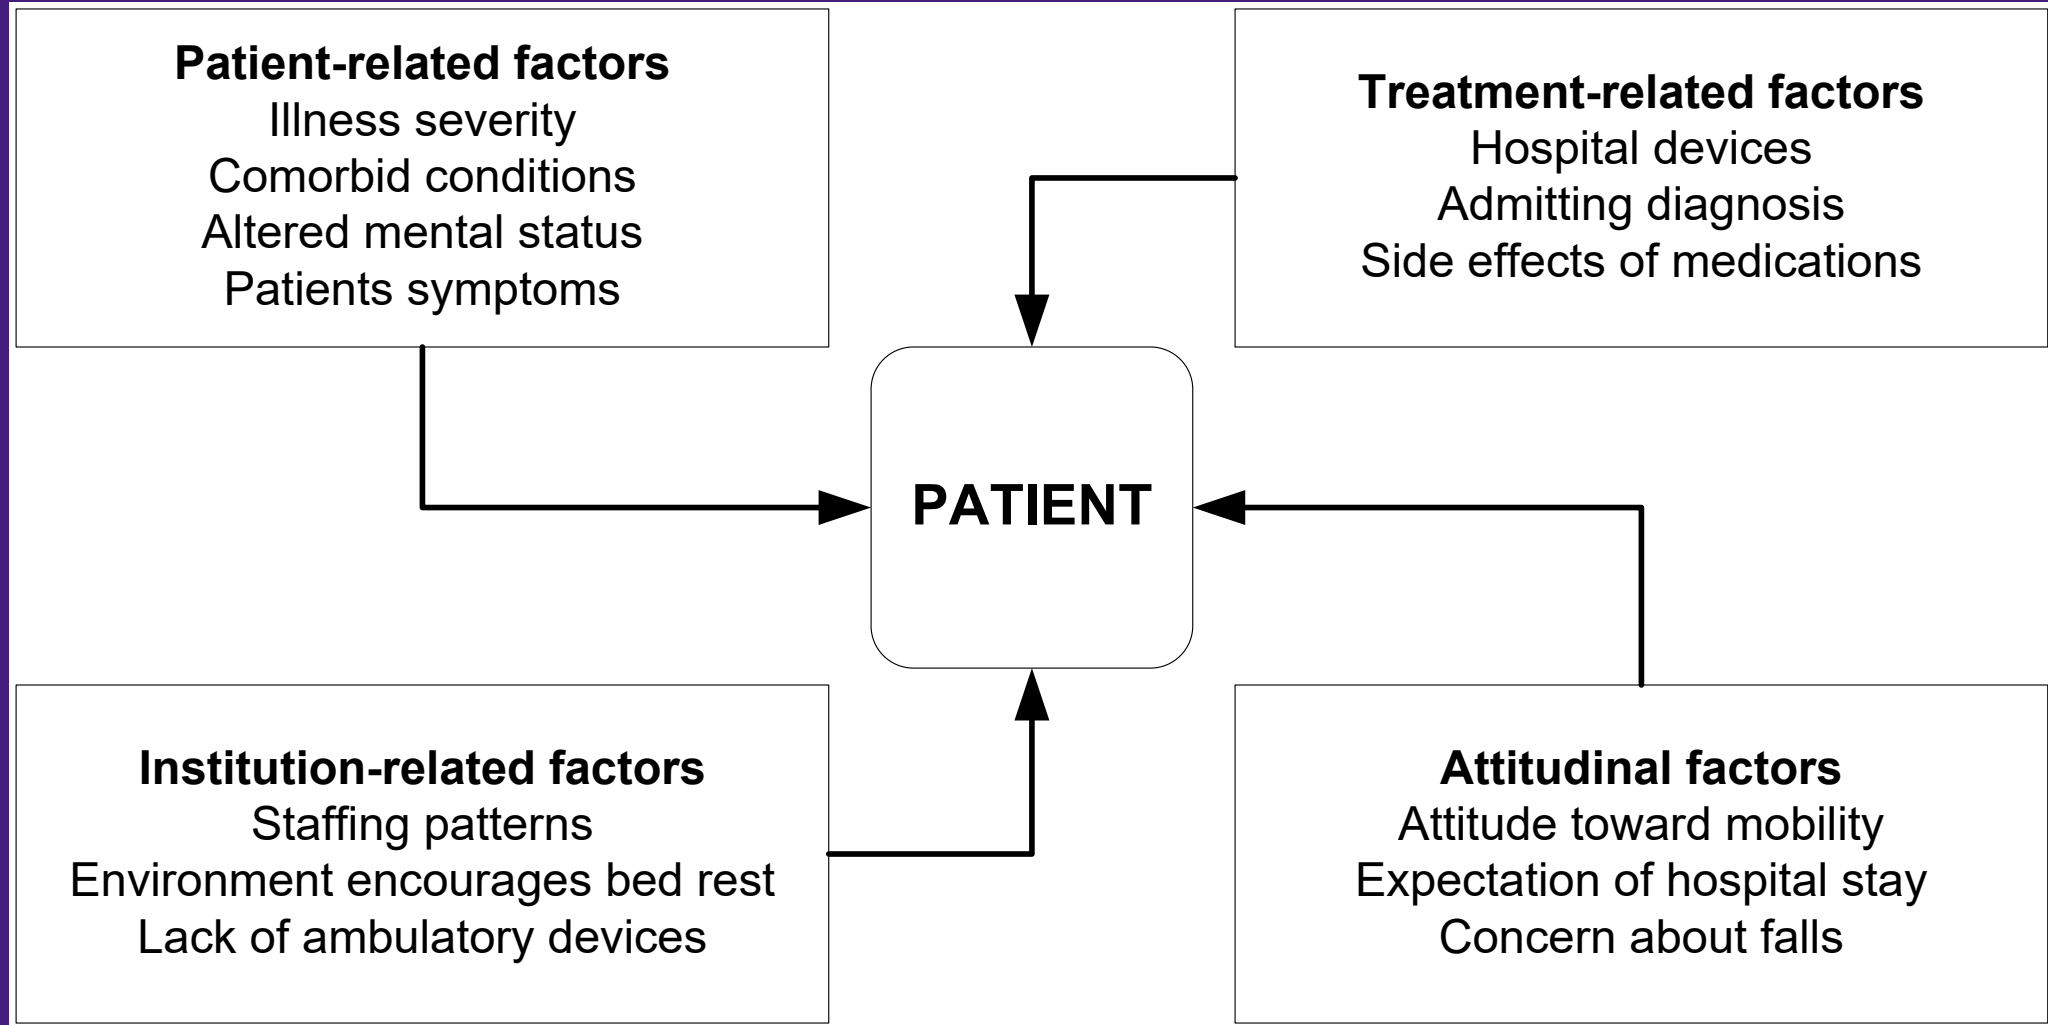 Patient-related factors
Illness severity
Comorbid conditions
Altered mental status
Patients symptoms
Treatment-related factors
Hospital devices
Admitting diagnosis
Side effects of medications
PATIENT
Institution-related factors
Staffing patterns
Environment encourages bed rest
Lack of ambulatory devices
Attitudinal factors
Attitude toward mobility
Expectation of hospital stay
Concern about falls